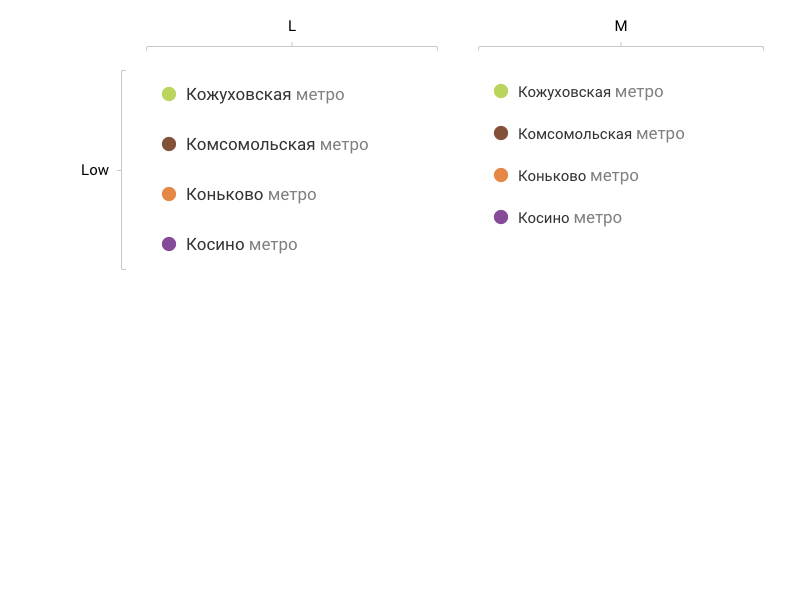 L
M
Кожуховская метро
Комсомольская метро
Low
Коньково метро
Косино метро
Кожуховская метро
Комсомольская метро
Коньково метро
Косино метро